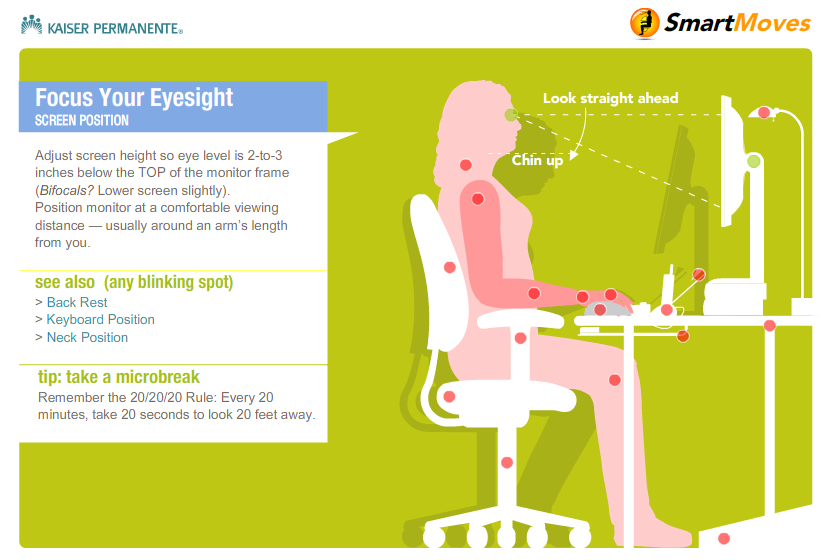 KAISER PERMANENTE®
SmartMoves
Focus Your Eyesight
SCREEN POSITION
Adjust screen height so eye level is 2-to-3
inches below the TOP of the monitor frame
(Bifocals? Lower screen slightly).
Position monitor at a comfortable viewing
distance — usually around an arm's length
from you.
see also (any blinking spot)
> Back Rest
> Keyboard Position
> Neck Position
tip: take a microbreak
Remember the 20/20/20 Rule: Every 20
minutes, take 20 seconds to look 20 feet away.
Look straight ahead
Chin up